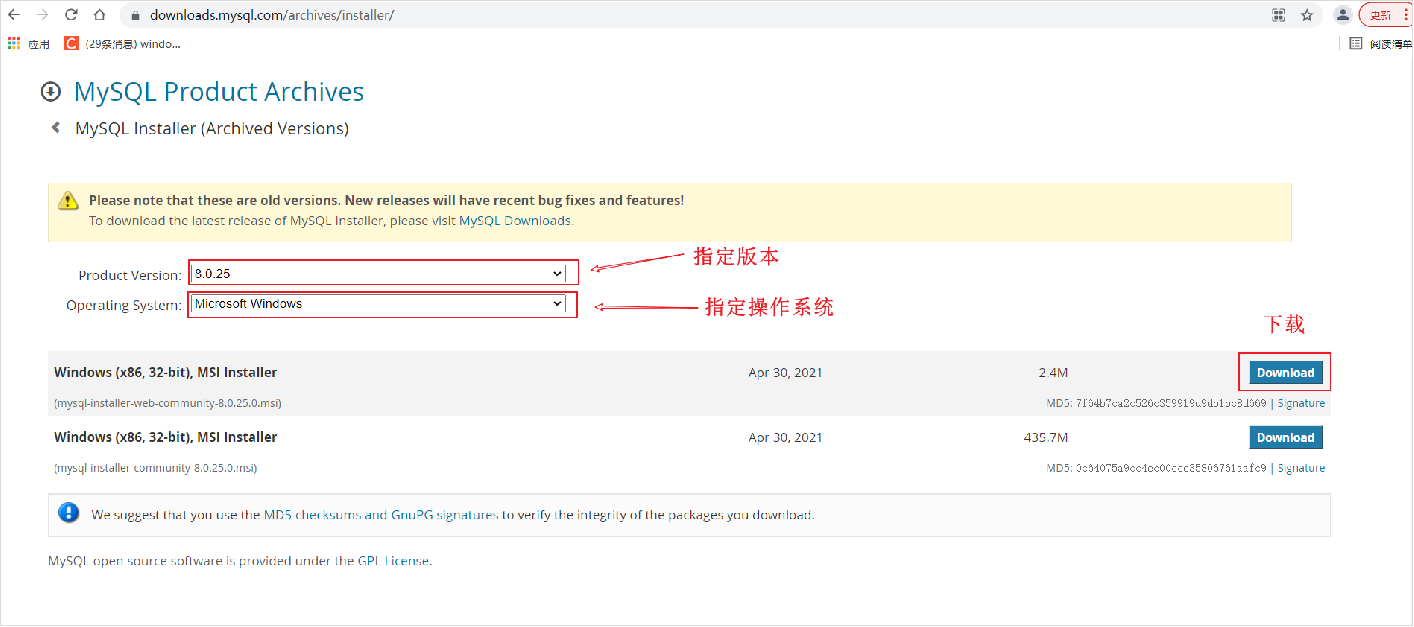 downloads.mysql.com/archives/installer/
更新
应用
(29条消息) windo...
阅读清单
MySQL Product Archives
MySQL Installer (Archived Versions)
Please note that these are old versions. New releases will have recent bug fixes and features!
To download the latest release of MySQL Installer, please visit MySQL Downloads.
指定版本
Product Version: 8.0.25
Operating System: Microsoft Windows
指定操作系统
下载
Windows (x86, 32-bit), MSI Installer Apr 30, 2021 2.4M Download
(mysql-installer-web-community-8.0.25.0.msi) MD5: | Signature
Windows (x86, 32-bit), MSI Installer Apr 30, 2021 435.7M Download
(mysql-installer-community-8.0.25.0.msi) MD5: | Signature
We suggest that you use the MD5 checksums and GnuPG signatures to verify the integrity of the packages you download.
MySQL open source software is provided under the GPL License.